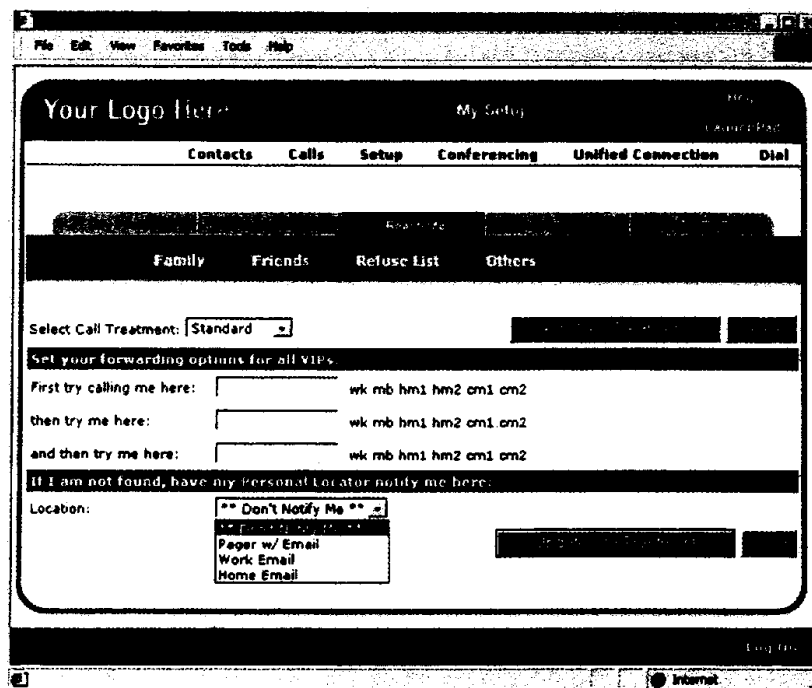 File Edit View Favorites Tools Help
Your Logo Here
My Setup
Help
LaunchPad
Contacts Calls Setup Conferencing Unified Connection Dial
Family Friends Refuse List Others
Select Call Treatment: Standard
Set your forwarding options for all VIPs.
First try calling me here: wk mb hm1 hm2 cm1 cm2
then try me here: wk mb hm1 hm2 cm1 cm2
and then try me here: wk mb hm1 hm2 cm1 cm2
If I am not found, have my Personal Locator notify me here:
Location: ** Don't Notify Me **
Pager w/ Email
Work Email
Home Email
Internet